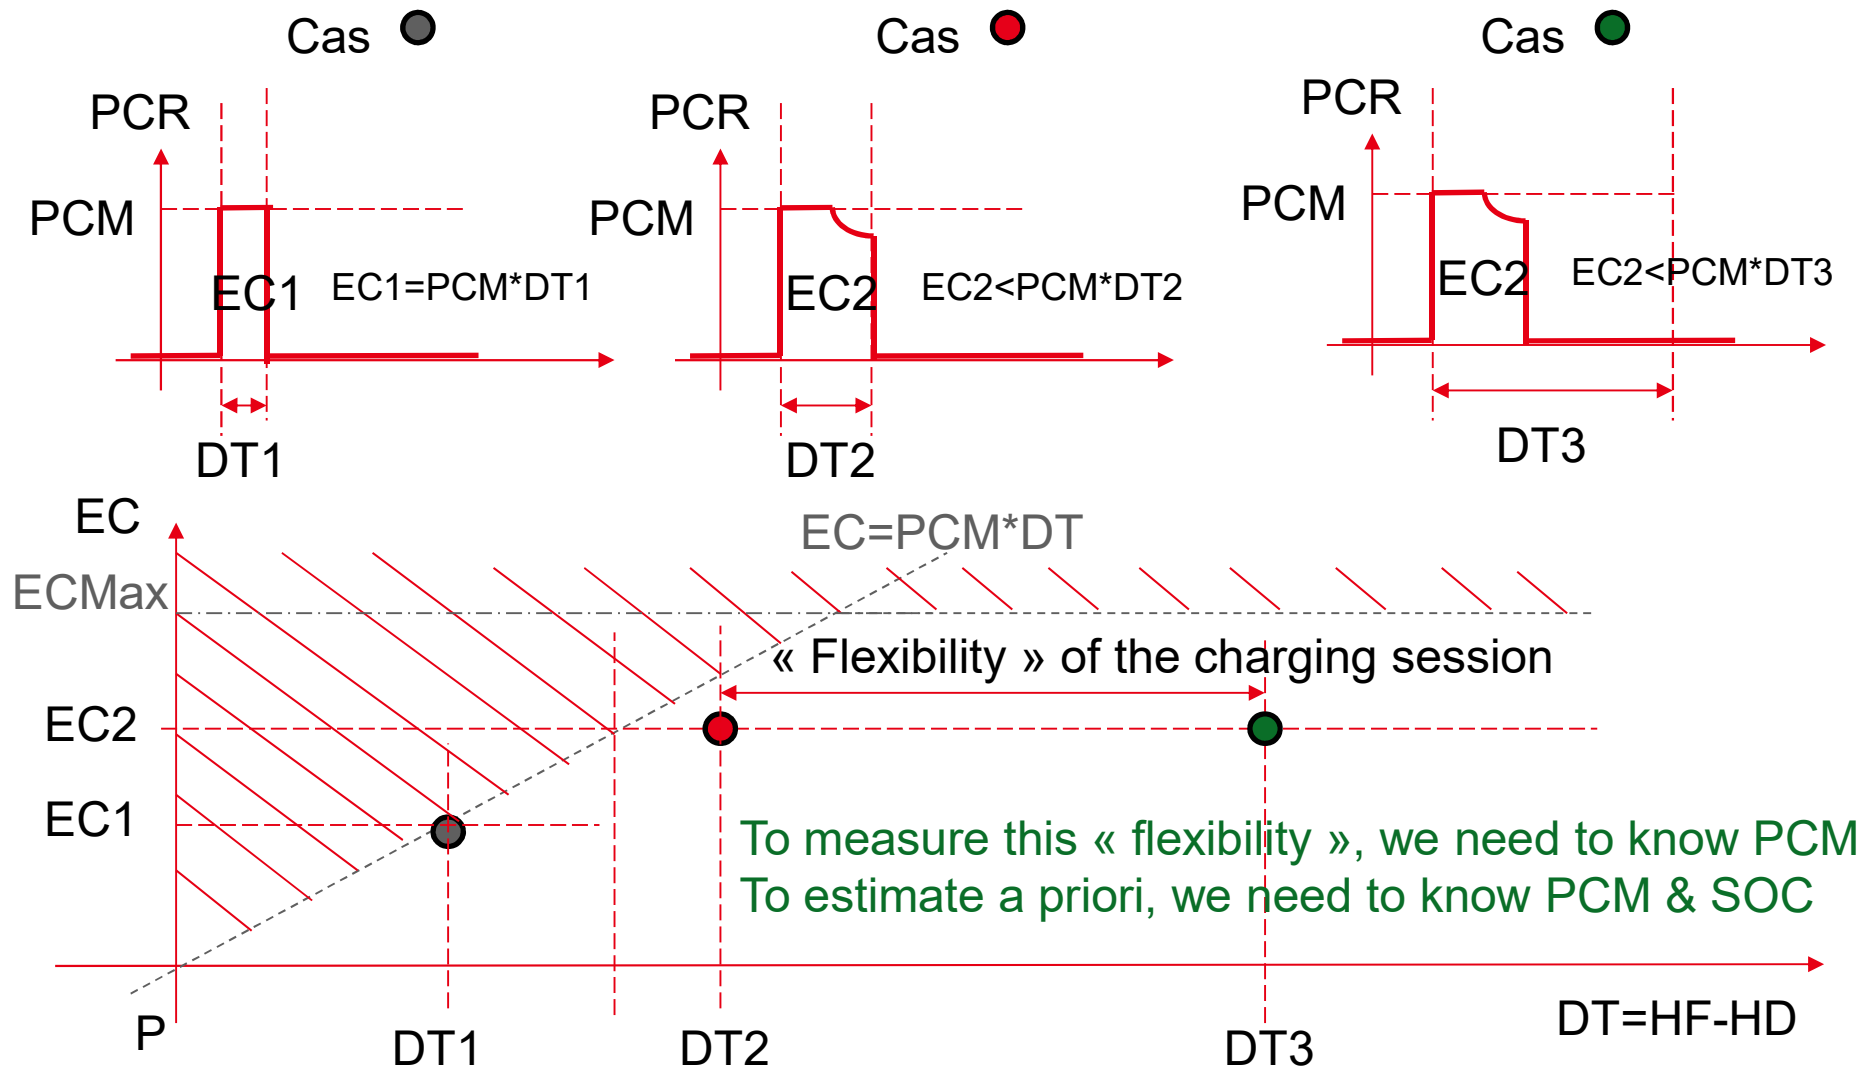 Cas
Cas
Cas
PCR
PCR
PCR
PCM
PCM
PCM
EC1
EC1=PCM*DT1
EC2
EC2<PCM*DT2
EC2
EC2<PCM*DT3
DT1
DT2
DT3
EC
EC=PCM*DT
ECMax
« Flexibility » of the charging session
EC2
EC1
To measure this « flexibility », we need to know PCM
To estimate a priori, we need to know PCM & SOC
P
DT1
DT2
DT3
DT=HF-HD